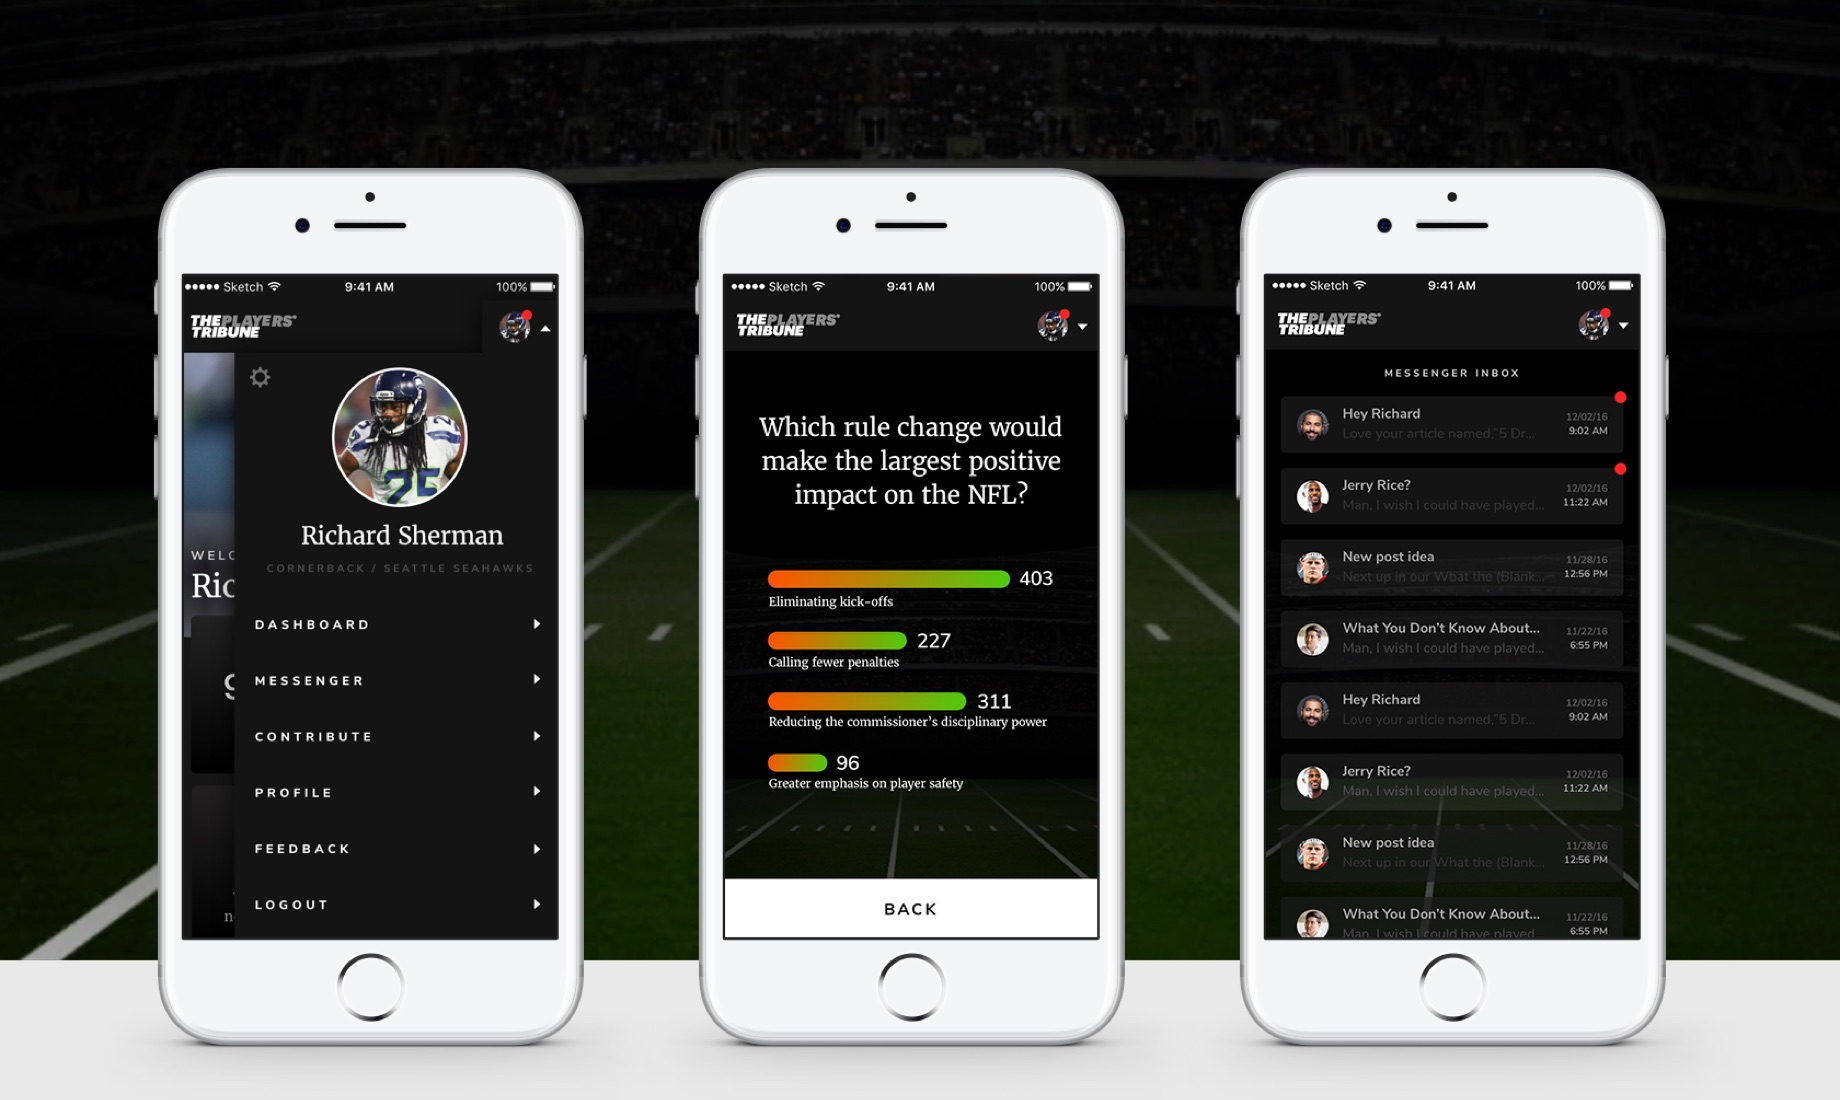 Sketch
9:41 AM
100%
THEPLAYERS'
TRIBUNE
WELC
Ric
9
n
Richard Sherman
CORNERBACK / SEATTLE SEAHAWKS
DASHBOARD
MESSENGER
CONTRIBUTE
PROFILE
FEEDBACK
LOGOUT
Sketch
9:41 AM
100%
THEPLAYERS'
TRIBUNE
Which rule change would
make the largest positive
impact on the NFL?
403
Eliminating kick-offs
227
Calling fewer penalties
311
Reducing the commissioner's disciplinary power
96
Greater emphasis on player safety
BACK
Sketch
9:41 AM
100%
THEPLAYERS'
TRIBUNE
MESSENGER INBOX
Hey Richard 12/02/16
Love your article named,"5 Dr... 9:02 AM
Jerry Rice? 12/02/16
Man, I wish I could have played... 11:22 AM
New post idea 11/28/16
Next up in our What the (Blank... 12:56 PM
What You Don't Know About... 11/22/16
Man, I wish I could have played... 6:55 PM
Hey Richard 12/02/16
Love your article named,"5 Dr... 9:02 AM
Jerry Rice? 12/02/16
Man, I wish I could have played... 11:22 AM
New post idea 11/28/16
Next up in our What the (Blank... 12:56 PM
What You Don't Know About... 11/22/16
Man, I wish I could have played... 6:55 PM